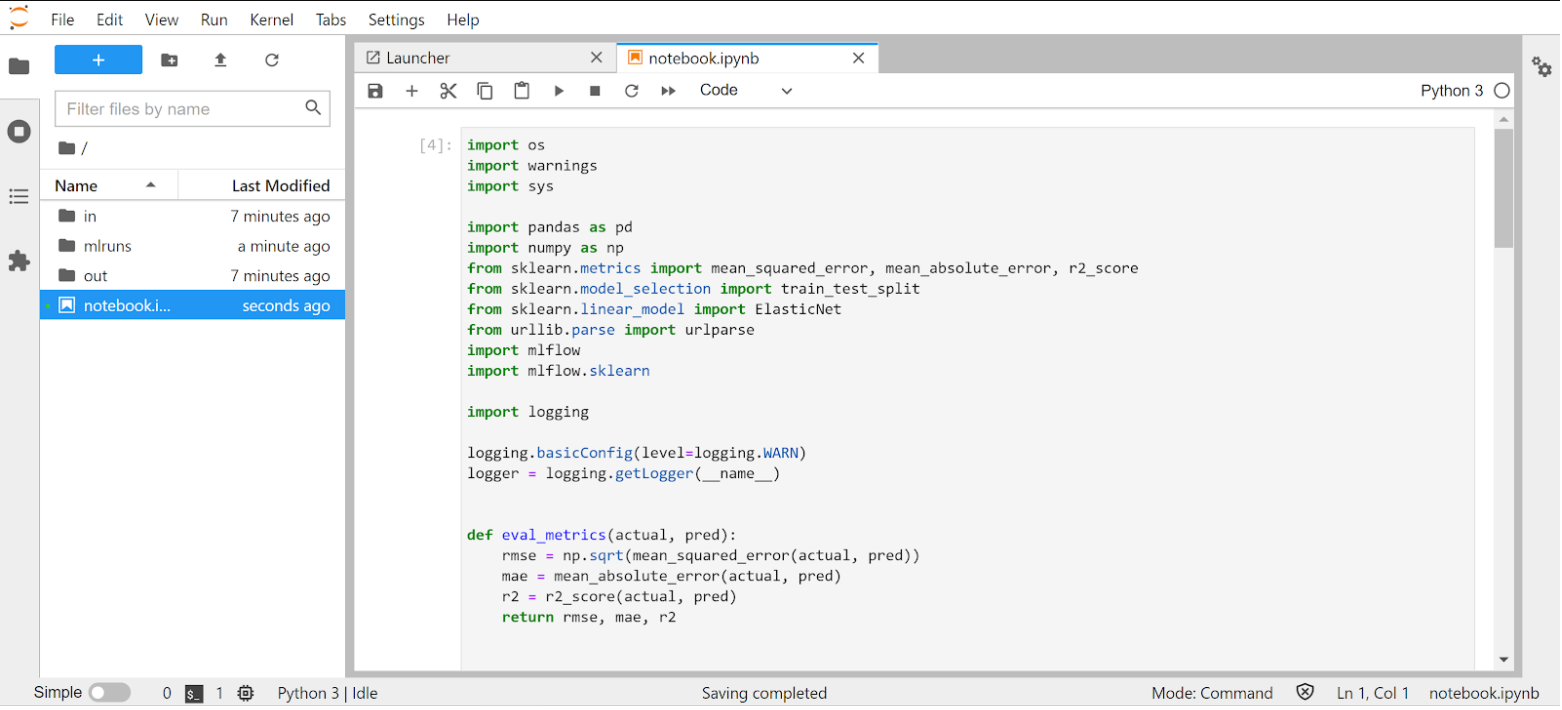 File Edit View Run Kernel Tabs Settings Help
+
Filter files by name
/
Name Last Modified
in 7 minutes ago
mlruns a minute ago
out 7 minutes ago
notebook.i... seconds ago
Launcher
notebook.ipynb
Code
Python 3
[4]:
import os
import warnings
import sys
import pandas as pd
import numpy as np
from sklearn.metrics import mean_squared_error, mean_absolute_error, r2_score
from sklearn.model_selection import train_test_split
from sklearn.linear_model import ElasticNet
from urllib.parse import urlparse
import mlflow
import mlflow.sklearn
import logging
logging.basicConfig(level=logging.WARN)
logger = logging.getLogger(__name__)
def eval_metrics(actual, pred):
    rmse = np.sqrt(mean_squared_error(actual, pred))
    mae = mean_absolute_error(actual, pred)
    r2 = r2_score(actual, pred)
    return rmse, mae, r2
Simple 0 $_ 1 Python 3 | Idle Saving completed Mode: Command Ln 1, Col 1 notebook.ipynb